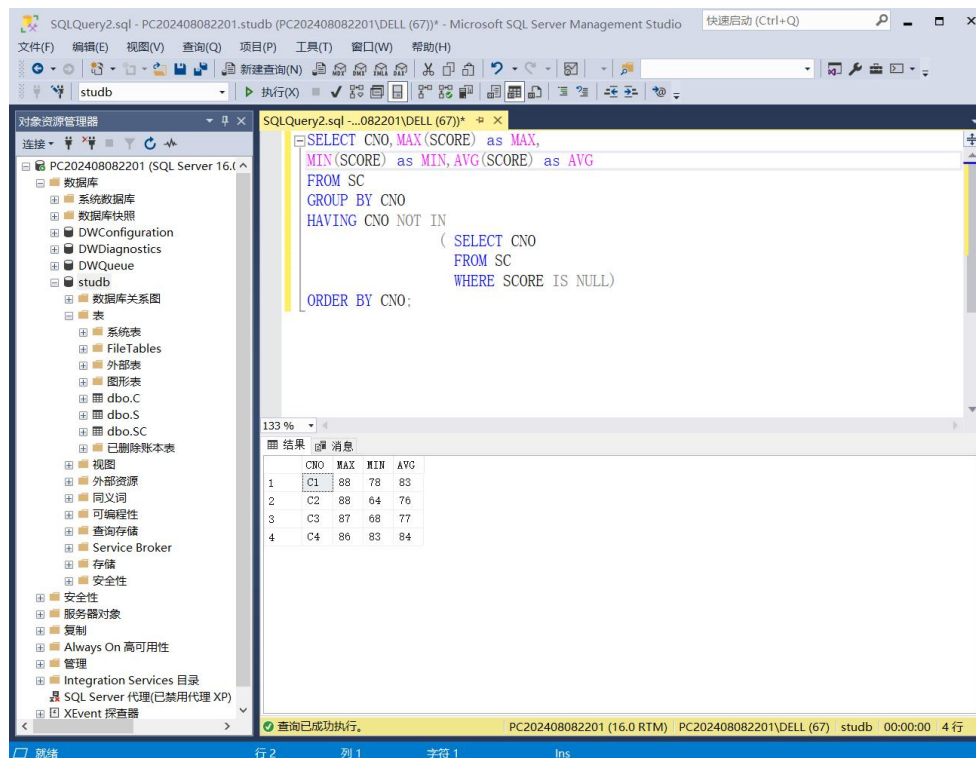 SQLQuery2.sql - PC202408082201.studb (PC202408082201\DELL (67))* - Microsoft SQL Server Management Studio
快速启动 (Ctrl+Q)
文件(F) 编辑(E) 视图(V) 查询(Q) 项目(P) 工具(T) 窗口(W) 帮助(H)
新建查询(N) MDX DMX XMLA DAX
studb 执行(X)
对象资源管理器
连接
PC202408082201 (SQL Server 16.(
数据库
系统数据库
数据库快照
DWConfiguration
DWDiagnostics
DWQueue
studb
数据库关系图
表
系统表
FileTables
外部表
图形表
dbo.C
dbo.S
dbo.SC
已删除账本表
视图
外部资源
同义词
可编程性
查询存储
Service Broker
存储
安全性
安全性
服务器对象
复制
Always On 高可用性
管理
Integration Services 目录
SQL Server 代理(已禁用代理 XP)
XEvent 探查器
SQLQuery2.sql -...082201\DELL (67))*
SELECT CNO,MAX(SCORE) as MAX,
MIN(SCORE) as MIN,AVG(SCORE) as AVG
FROM SC
GROUP BY CNO
HAVING CNO NOT IN
( SELECT CNO
FROM SC
WHERE SCORE IS NULL)
ORDER BY CNO;
133 %
结果 消息
CNO MAX MIN AVG
1 C1 88 78 83
2 C2 88 64 76
3 C3 87 68 77
4 C4 86 83 84
查询已成功执行。 PC202408082201 (16.0 RTM) PC202408082201\DELL (67) studb 00:00:00 4 行
就绪 行 2 列 1 字符 1 Ins